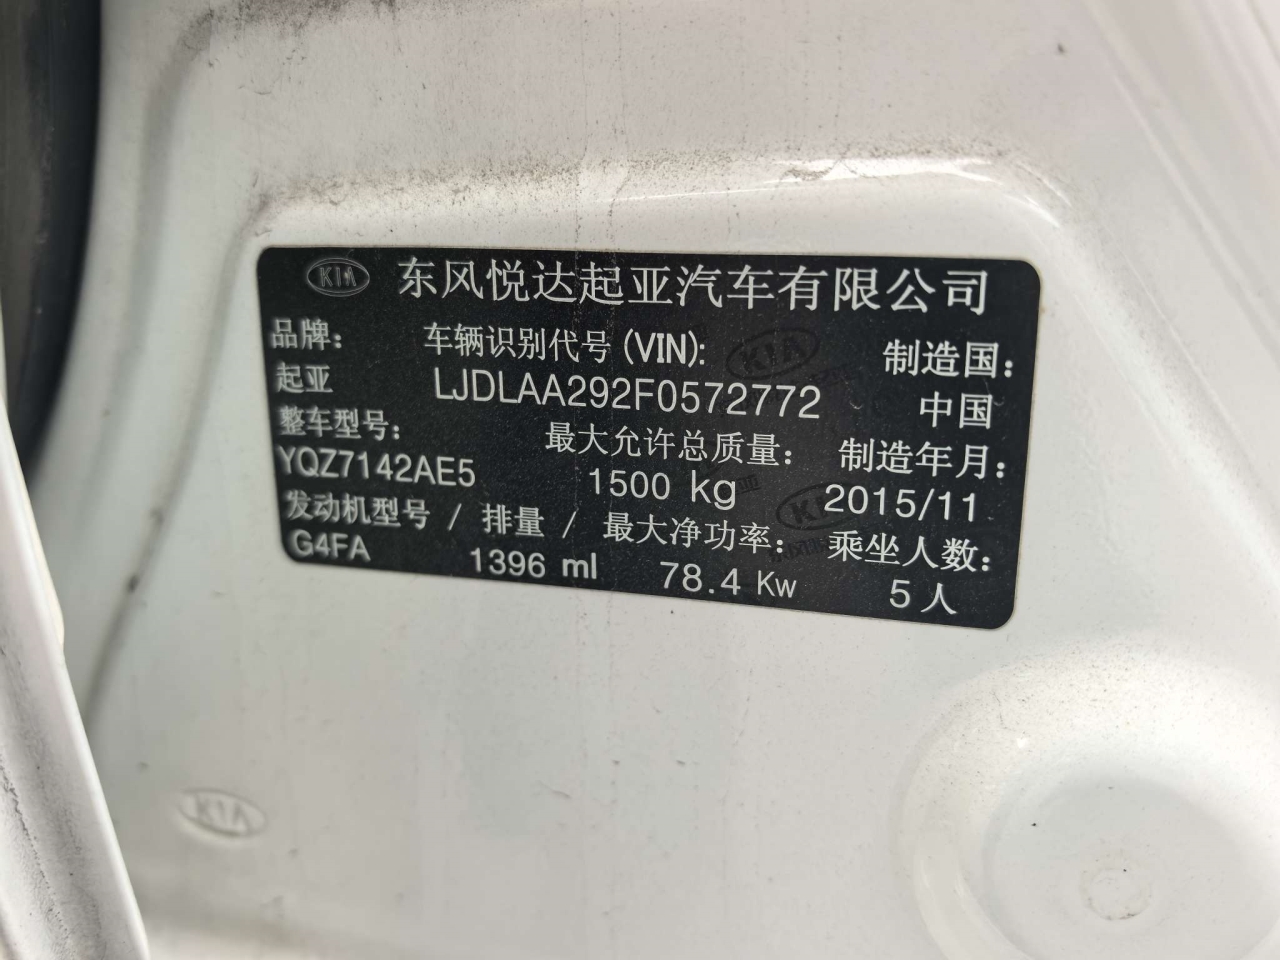 KIA 东风悦达起亚汽车有限公司
品牌： 车辆识别代号(VIN): 制造国：
起亚 LJDLAA292F0572772 中国
整车型号： 最大允许总质量： 制造年月：
YQZ7142AE5 1500 kg 2015/11
发动机型号 / 排量 / 最大净功率： 乘坐人数：
G4FA 1396 ml 78.4 Kw 5人
KIA
KIA
KIA